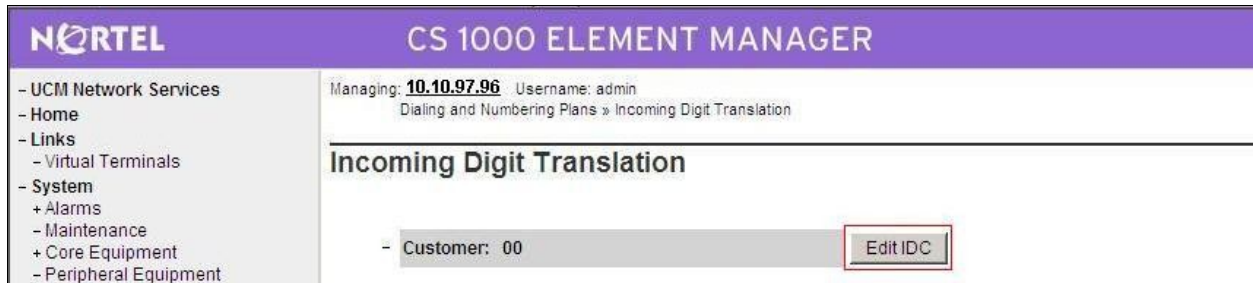 NORTEL
CS 1000 ELEMENT MANAGER
- UCM Network Services
- Home
- Links
- Virtual Terminals
- System
+ Alarms
- Maintenance
+ Core Equipment
- Peripheral Equipment
Managing: 10.10.97.96 Username: admin
Dialing and Numbering Plans » Incoming Digit Translation
Incoming Digit Translation
- Customer: 00
Edit IDC